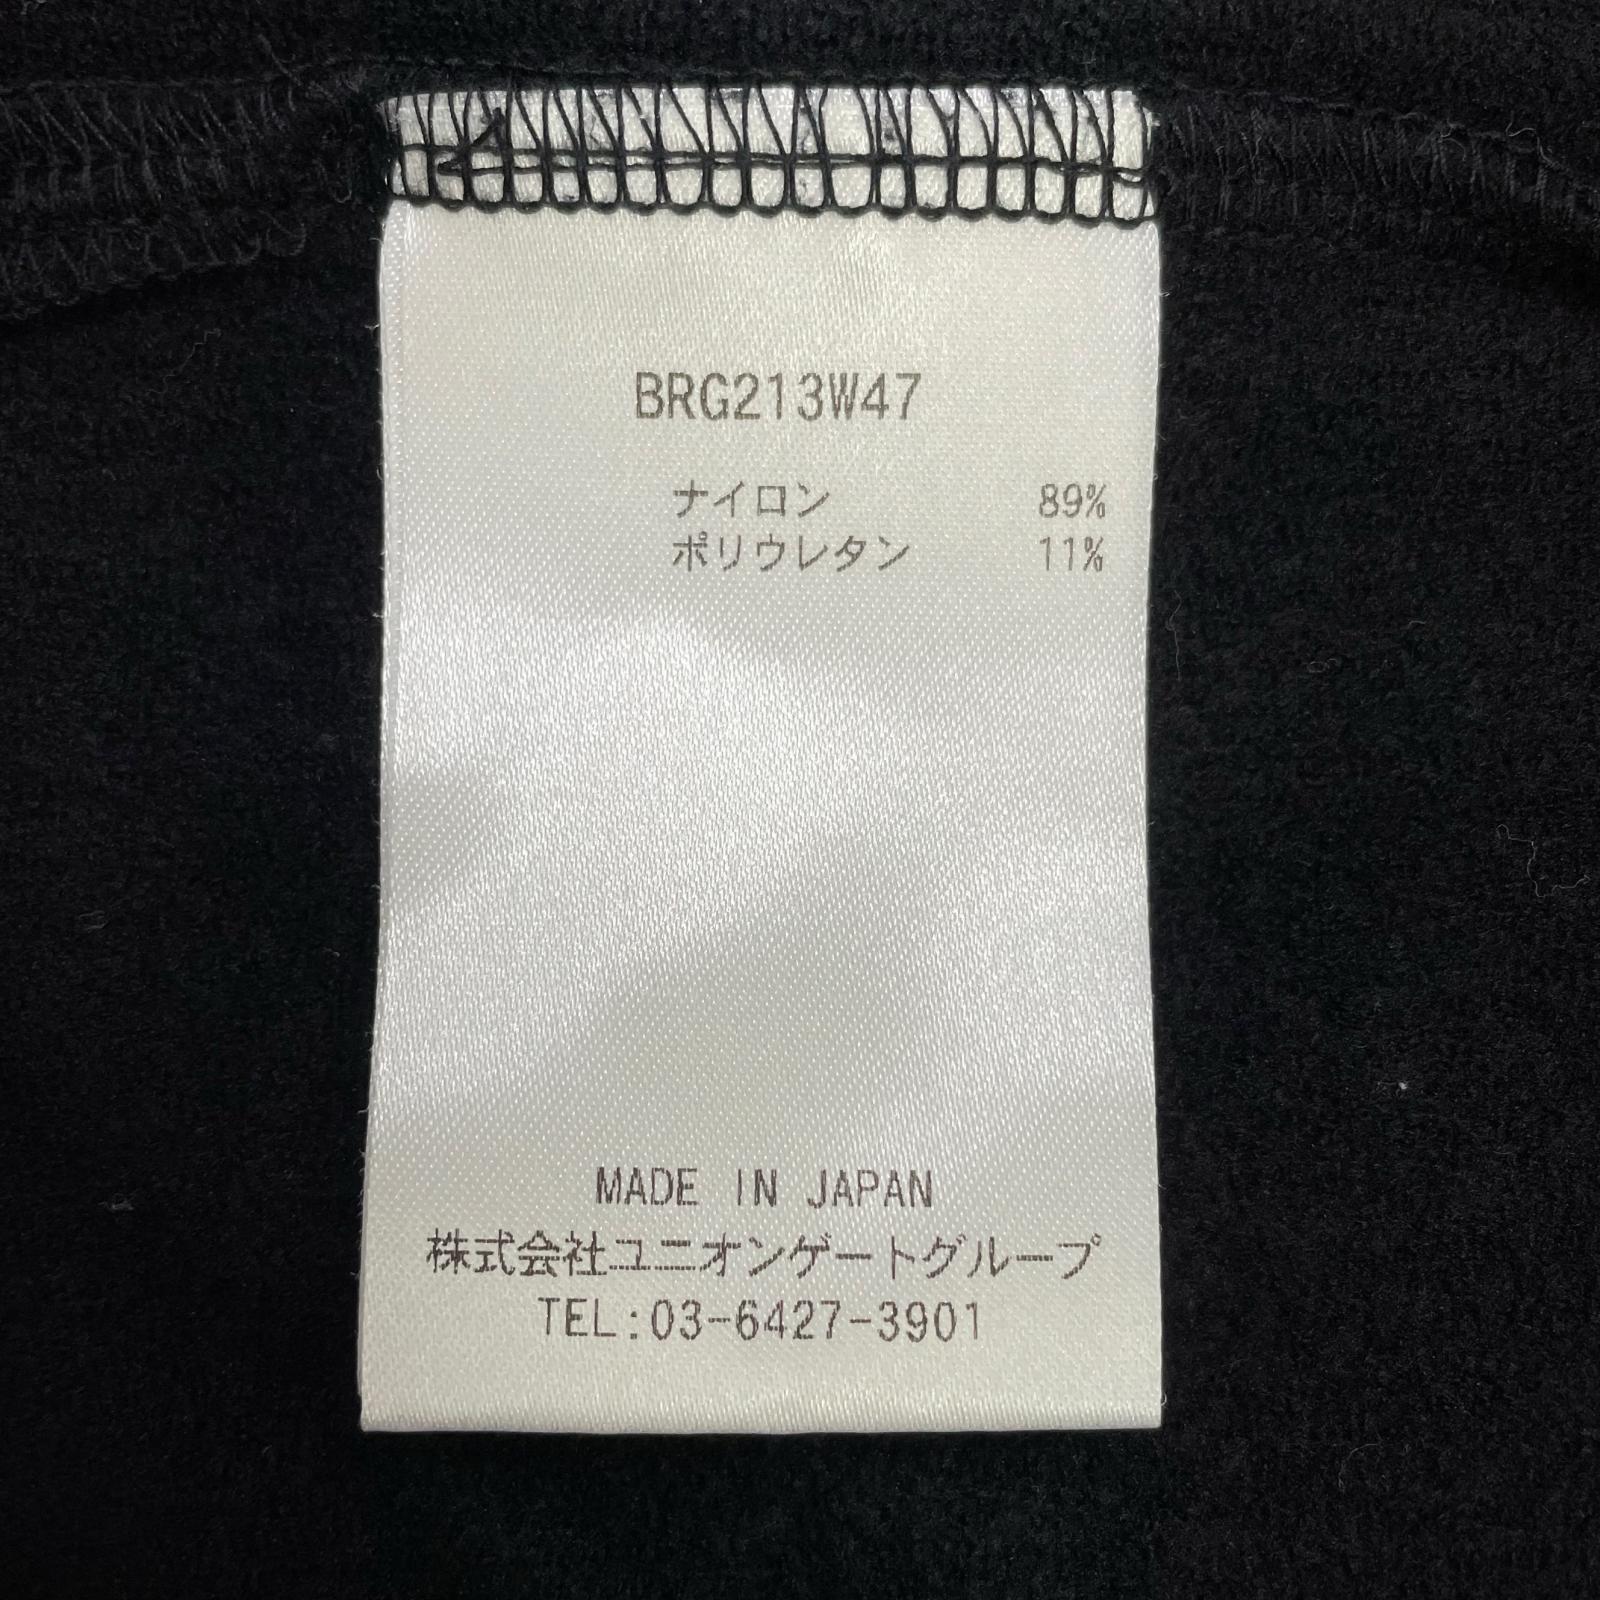 BRG213W47
ナイロン 89%
ポリウレタン 11%
MADE IN JAPAN
株式会社ユニオンゲートグループ
TEL:03-6427-3901